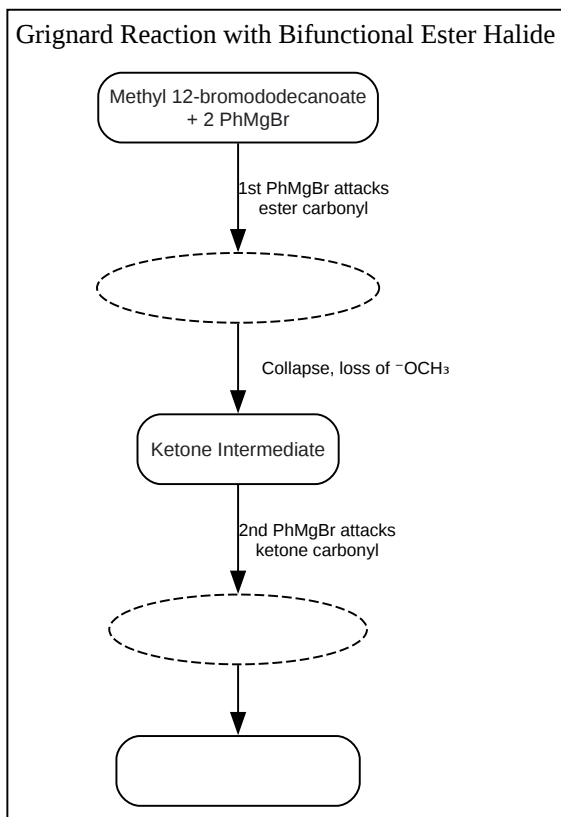 Grignard Reaction with Bifunctional Ester Halide
Methyl 12-bromododecanoate
+ 2 PhMgBr
1st PhMgBr attacks
ester carbonyl
Collapse, loss of ⁻OCH₃
Ketone Intermediate
2nd PhMgBr attacks
ketone carbonyl